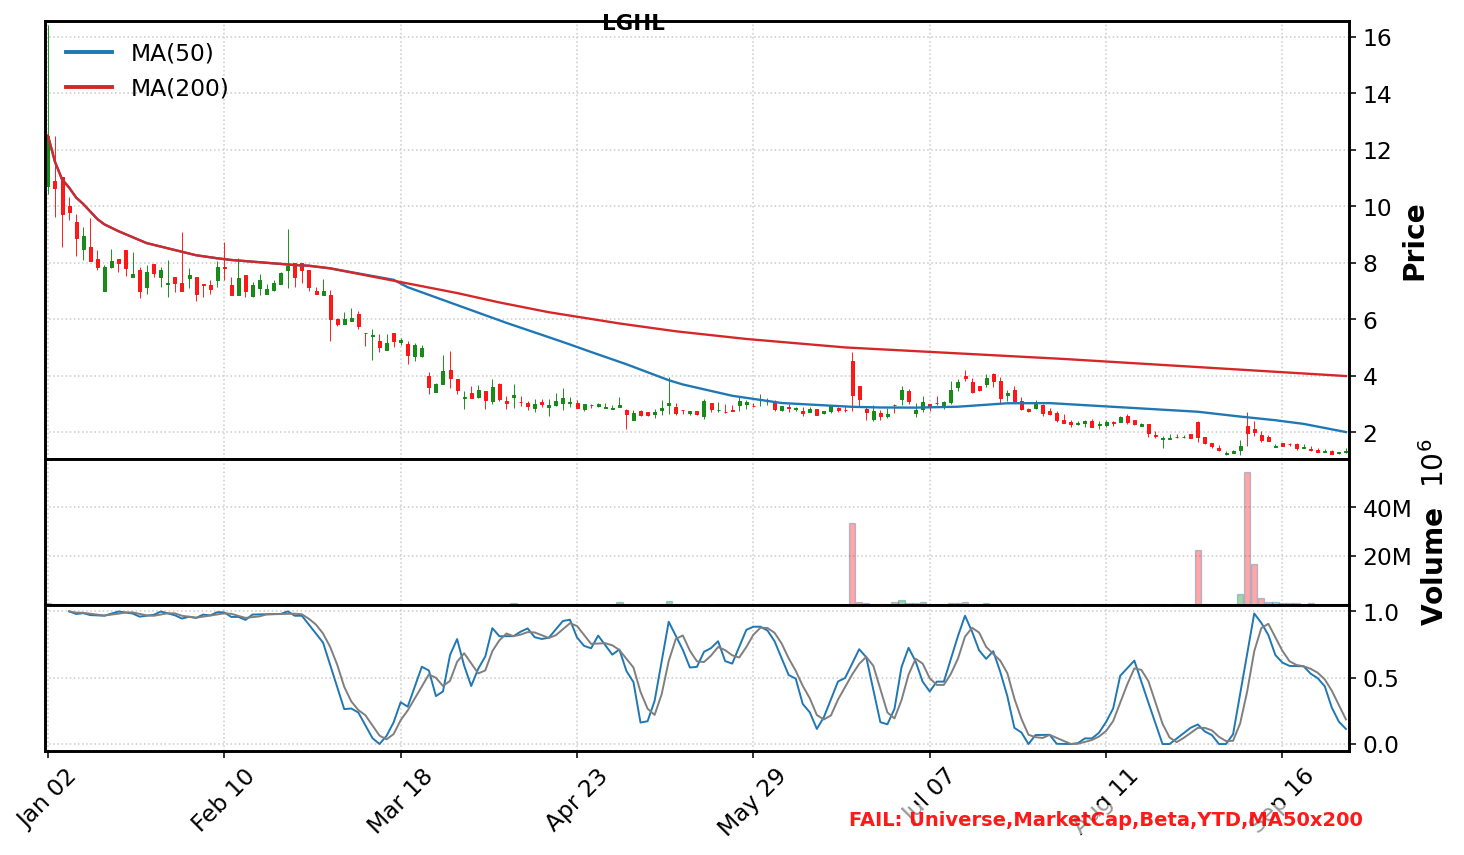 LGHL
MA(50)
MA(200)
16
14
12
10
8
6
4
2
Price
40M
20M
Volume 10^6
1.0
0.5
0.0
Jan 02
Feb 10
Mar 18
Apr 23
May 29
Jul 07
Aug 11
Sep 16
FAIL: Universe,MarketCap,Beta,YTD,MA50x200